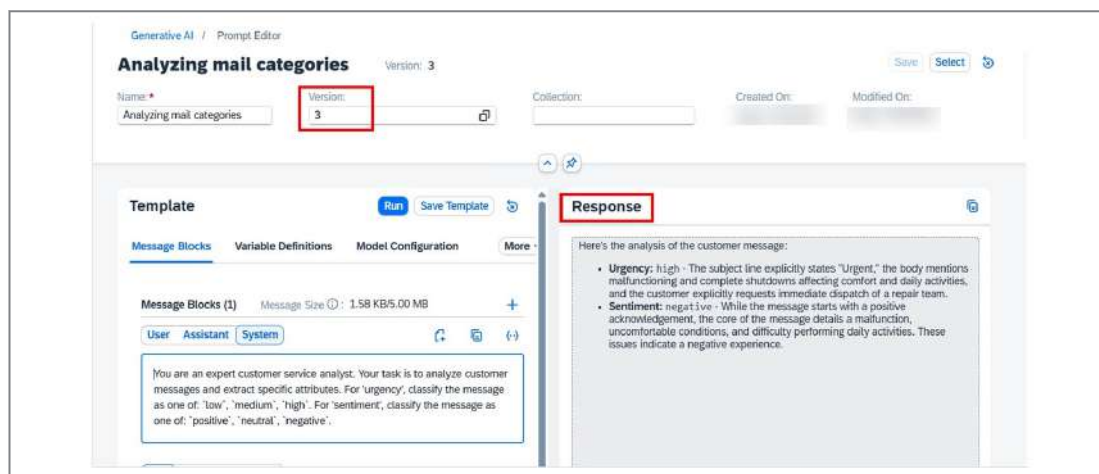 Generative AI / Prompt Editor
Analyzing mail categories Version: 3
Save Select
Name:* Version: Collection: Created On: Modified On:
Analyzing mail categories 3
Template Run Save Template
Response
Message Blocks Variable Definitions Model Configuration More
Message Blocks (1) Message Size : 1.58 KB/5.00 MB
User Assistant System
You are an expert customer service analyst. Your task is to analyze customer
messages and extract specific attributes. For 'urgency', classify the message
as one of: `low`, `medium`, `high`. For 'sentiment', classify the message as
one of: `positive`, `neutral`, `negative`.
Here's the analysis of the customer message:
• Urgency: high - The subject line explicitly states "Urgent," the body mentions
malfunctioning and complete shutdowns affecting comfort and daily activities,
and the customer explicitly requests immediate dispatch of a repair team.
• Sentiment: negative - While the message starts with a positive
acknowledgement, the core of the message details a malfunction,
uncomfortable conditions, and difficulty performing daily activities. These
issues indicate a negative experience.